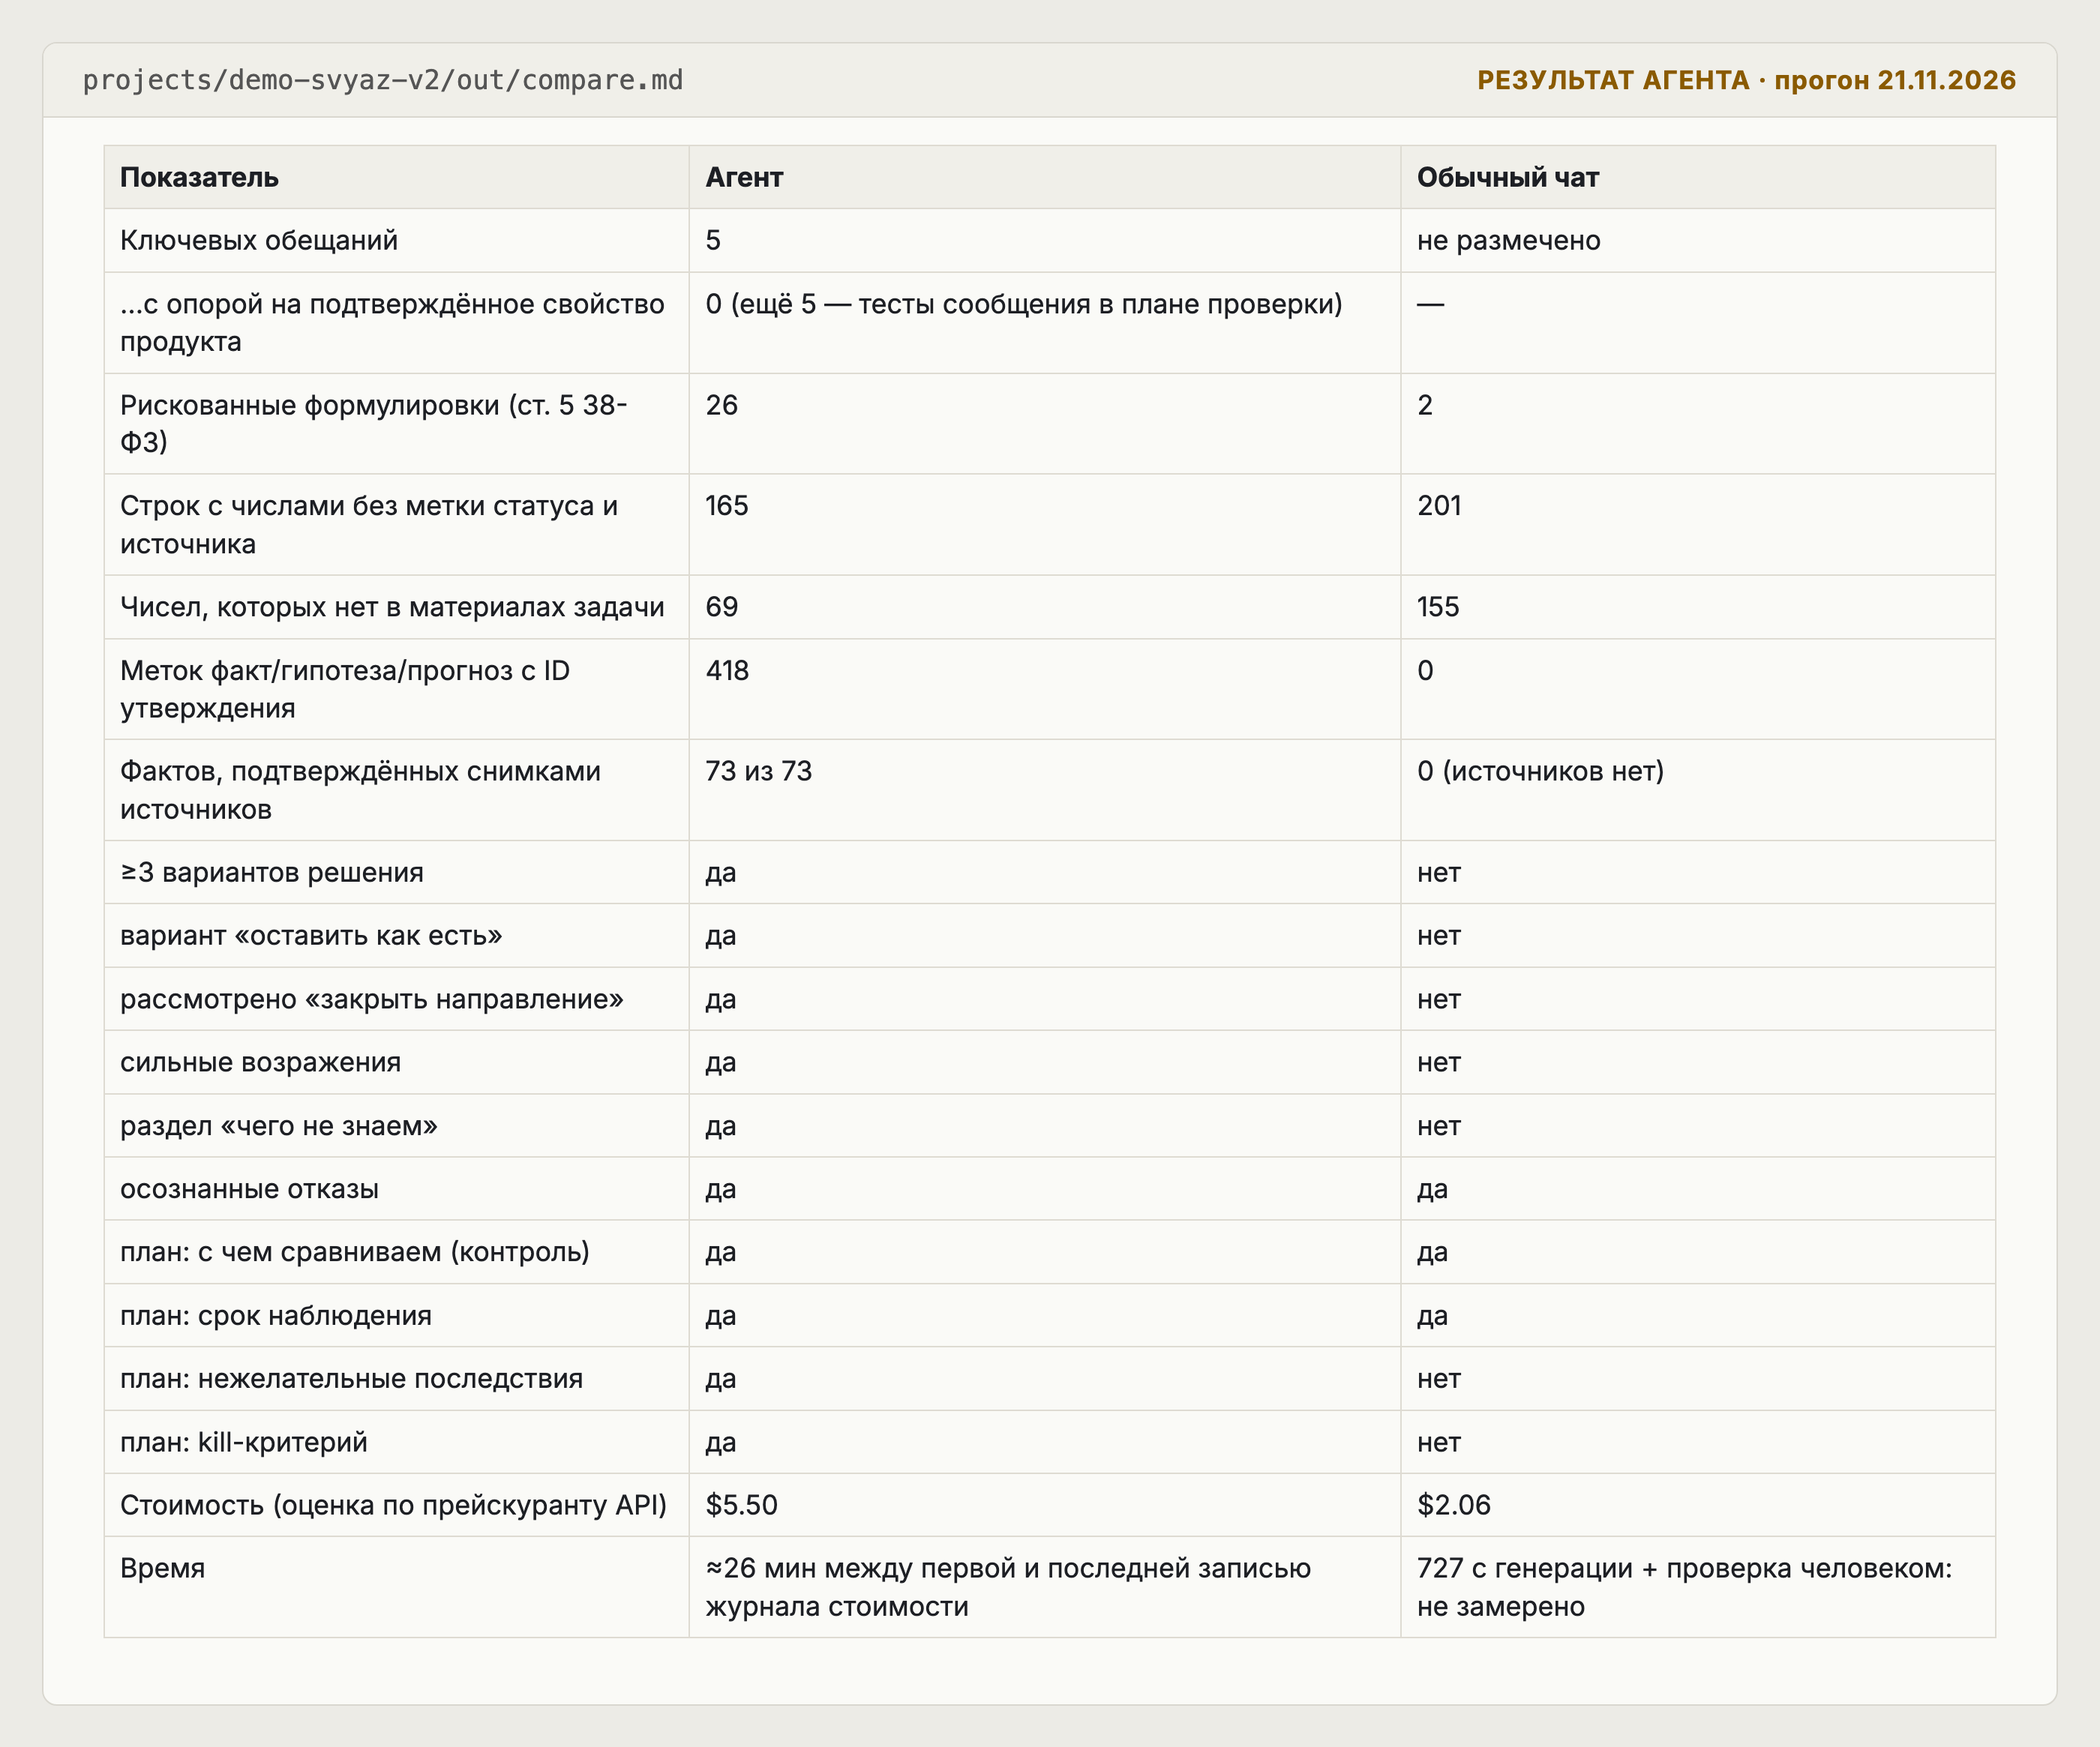 projects/demo-svyaz-v2/out/compare.md
РЕЗУЛЬТАТ АГЕНТА · прогон 21.11.2026
Показатель
Агент
Обычный чат
Ключевых обещаний
5
не размечено
…с опорой на подтверждённое свойство
продукта
0 (ещё 5 — тесты сообщения в плане проверки)
—
Рискованные формулировки (ст. 5 38-
ФЗ)
26
2
Строк с числами без метки статуса и
источника
165
201
Чисел, которых нет в материалах задачи
69
155
Меток факт/гипотеза/прогноз с ID
утверждения
418
0
Фактов, подтверждённых снимками
источников
73 из 73
0 (источников нет)
≥3 вариантов решения
да
нет
вариант «оставить как есть»
да
нет
рассмотрено «закрыть направление»
да
нет
сильные возражения
да
нет
раздел «чего не знаем»
да
нет
осознанные отказы
да
да
план: с чем сравниваем (контроль)
да
да
план: срок наблюдения
да
да
план: нежелательные последствия
да
нет
план: kill-критерий
да
нет
Стоимость (оценка по прейскуранту API)
$5.50
$2.06
Время
≈26 мин между первой и последней записью
журнала стоимости
727 с генерации + проверка человеком:
не замерено